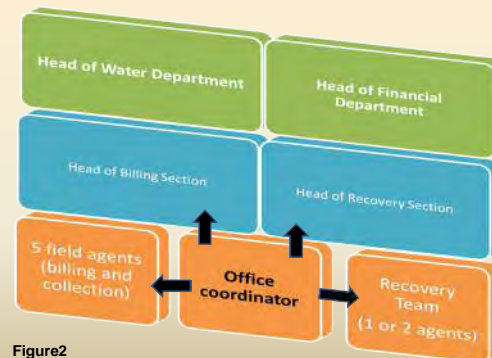 Head of Water Department
Head of Financial
Department
Head of Billing Section
Head of Recovery Section
5 field agents
(billing and
collection)
Office
coordinator
Recovery
Team
(1 or 2 agents)
Figure2